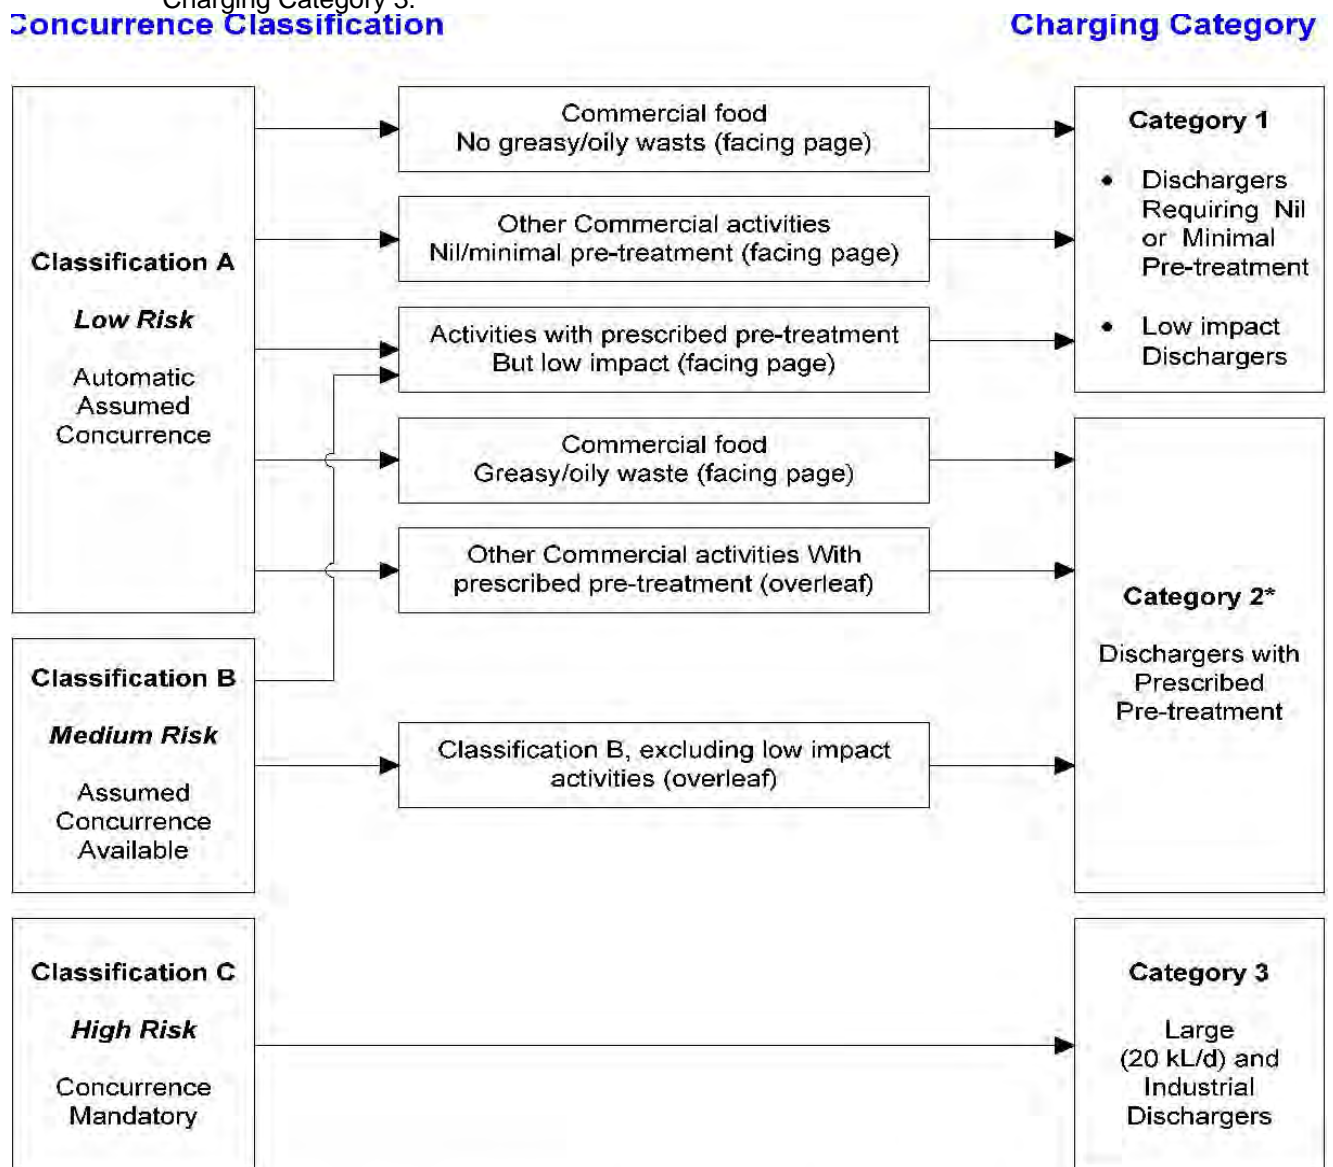 Charging Category 3.
Concurrence Classification
Charging Category
Classification A
Low Risk
Automatic
Assumed
Concurrence
Commercial food
No greasy/oily wasts (facing page)
Other Commercial activities
Nil/minimal pre-treatment (facing page)
Activities with prescribed pre-treatment
But low impact (facing page)
Commercial food
Greasy/oily waste (facing page)
Other Commercial activities With
prescribed pre-treatment (overleaf)
Category 1
• Dischargers
Requiring Nil
or Minimal
Pre-treatment
• Low impact
Dischargers
Classification B
Medium Risk
Assumed
Concurrence
Available
Classification B, excluding low impact
activities (overleaf)
Category 2*
Dischargers with
Prescribed
Pre-treatment
Classification C
High Risk
Concurrence
Mandatory
Category 3
Large
(20 kL/d) and
Industrial
Dischargers